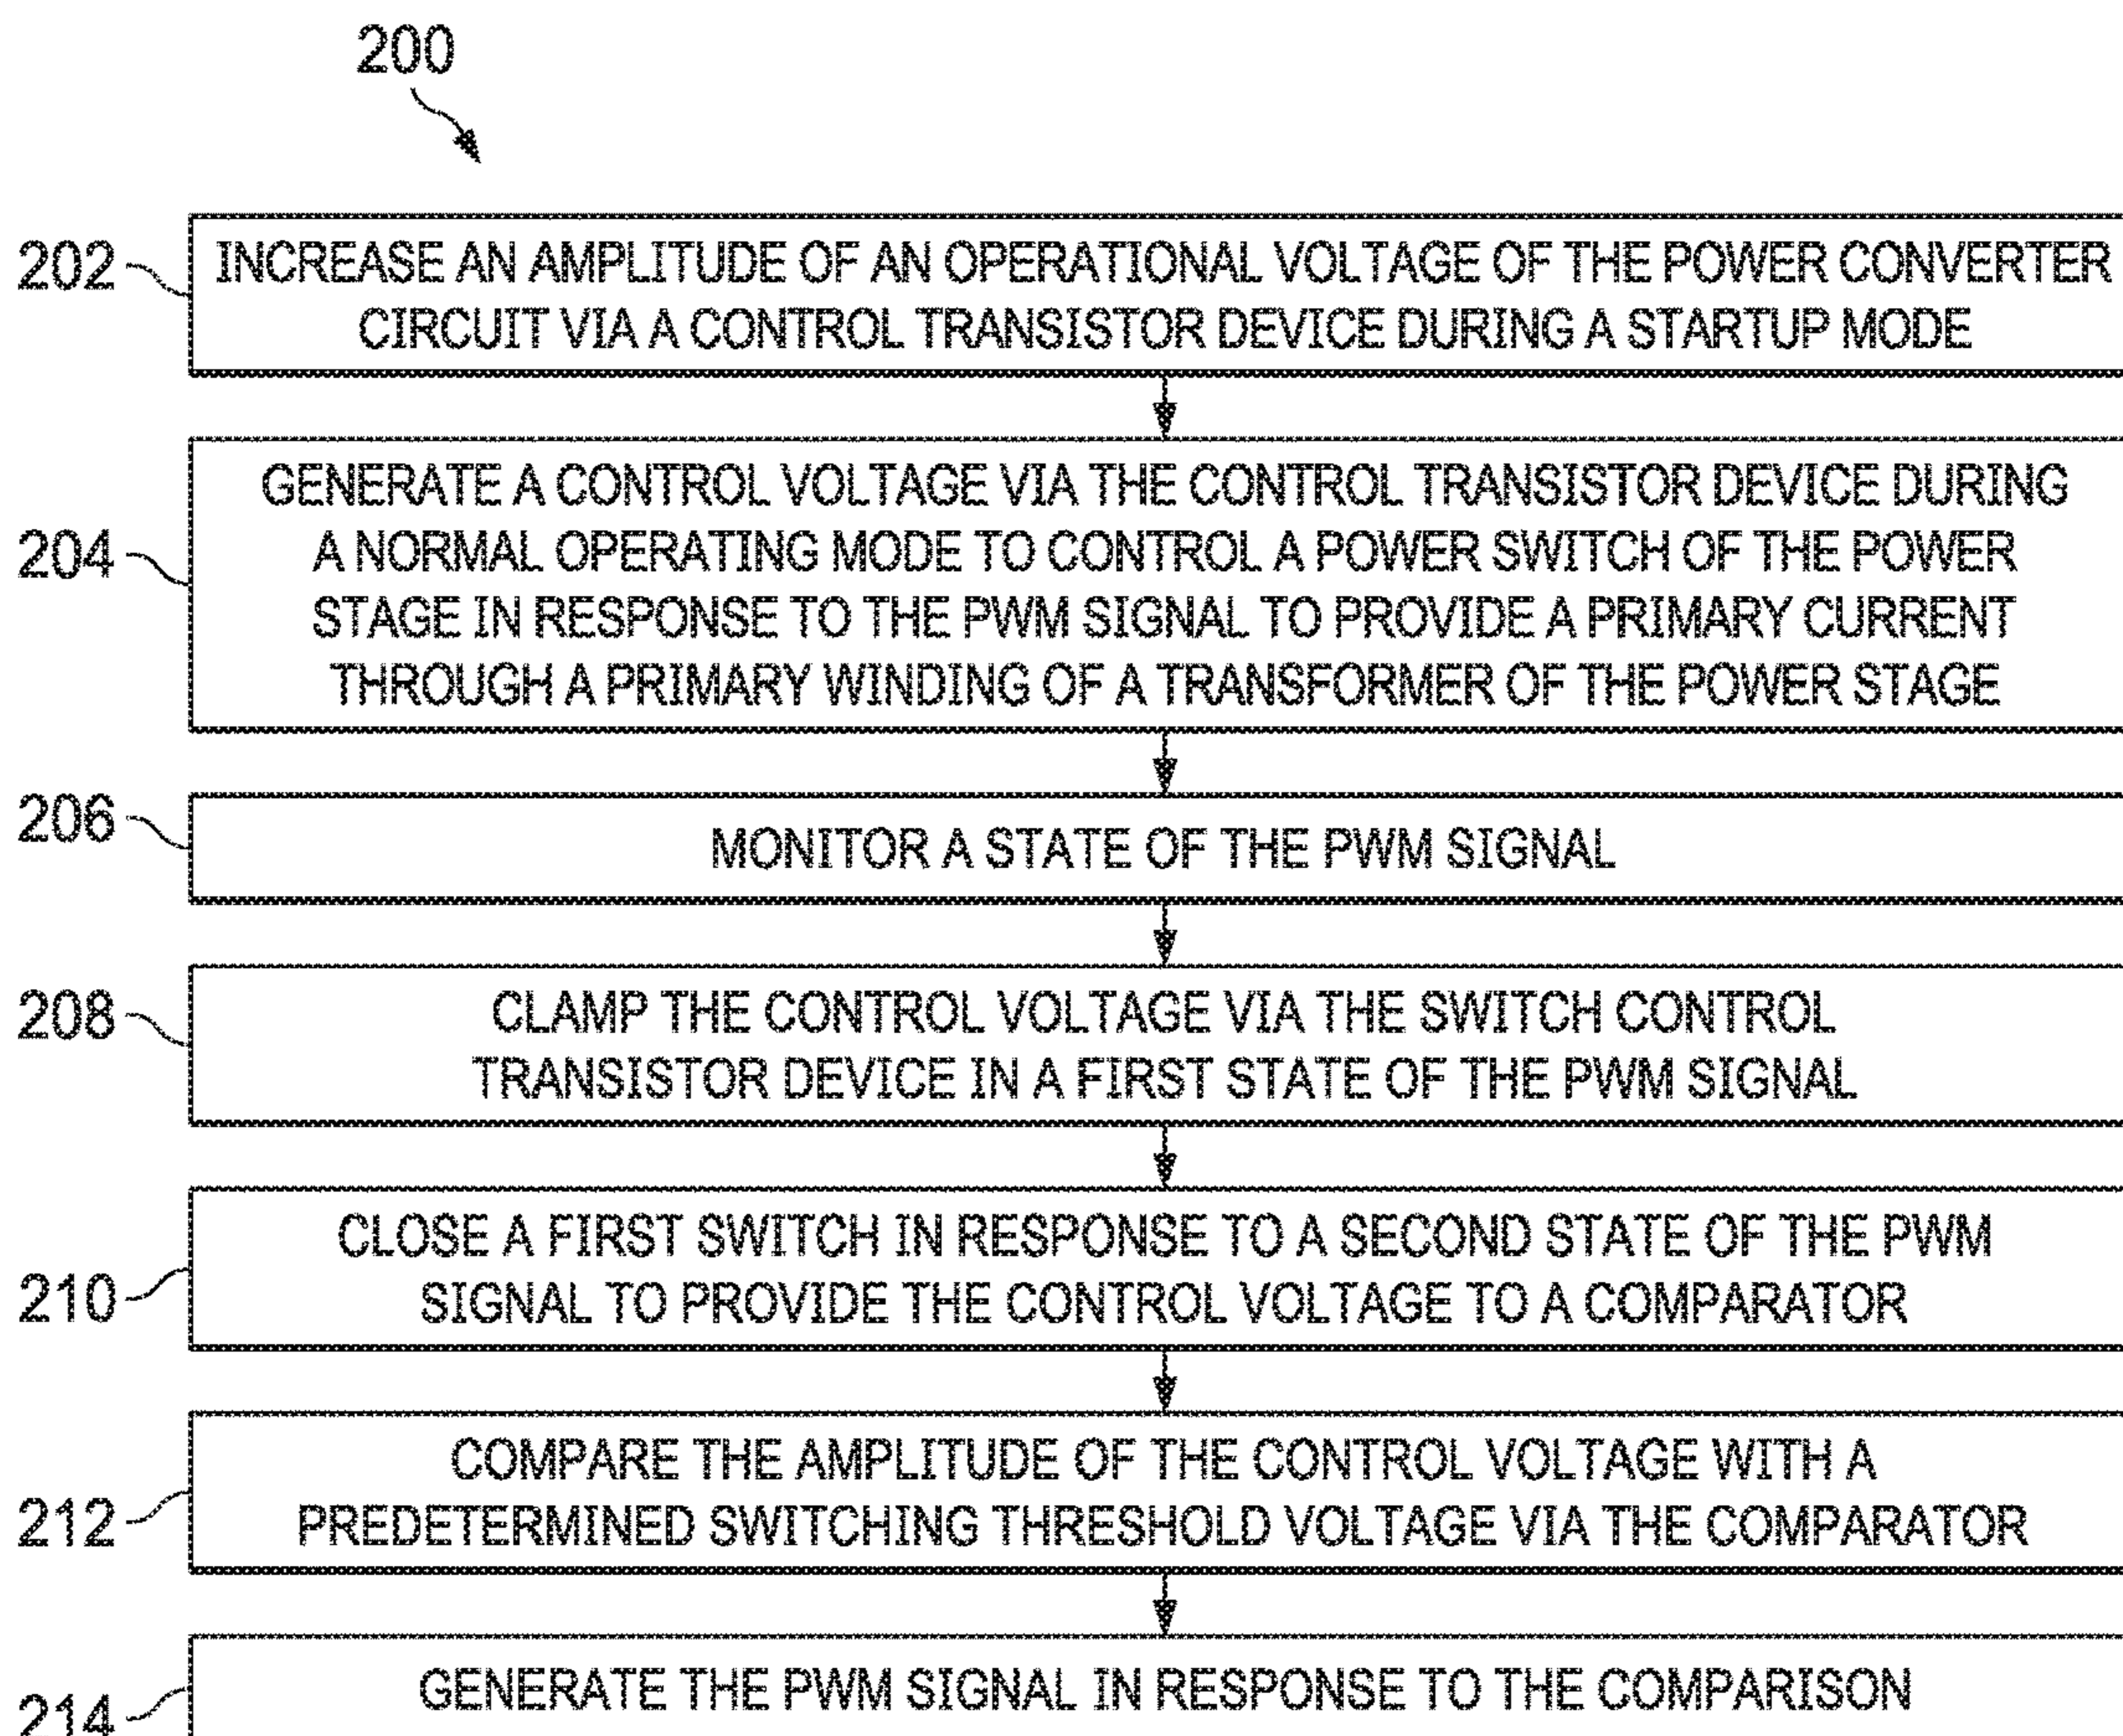 200
202
INCREASE AN AMPLITUDE OF AN OPERATIONAL VOLTAGE OF THE POWER CONVERTER
CIRCUIT VIA A CONTROL TRANSISTOR DEVICE DURING A STARTUP MODE
204
GENERATE A CONTROL VOLTAGE VIA THE CONTROL TRANSISTOR DEVICE DURING
A NORMAL OPERATING MODE TO CONTROL A POWER SWITCH OF THE POWER
STAGE IN RESPONSE TO THE PWM SIGNAL TO PROVIDE A PRIMARY CURRENT
THROUGH A PRIMARY WINDING OF A TRANSFORMER OF THE POWER STAGE
206
MONITOR A STATE OF THE PWM SIGNAL
208
CLAMP THE CONTROL VOLTAGE VIA THE SWITCH CONTROL
TRANSISTOR DEVICE IN A FIRST STATE OF THE PWM SIGNAL
210
CLOSE A FIRST SWITCH IN RESPONSE TO A SECOND STATE OF THE PWM
SIGNAL TO PROVIDE THE CONTROL VOLTAGE TO A COMPARATOR
212
COMPARE THE AMPLITUDE OF THE CONTROL VOLTAGE WITH A
PREDETERMINED SWITCHING THRESHOLD VOLTAGE VIA THE COMPARATOR
214
GENERATE THE PWM SIGNAL IN RESPONSE TO THE COMPARISON